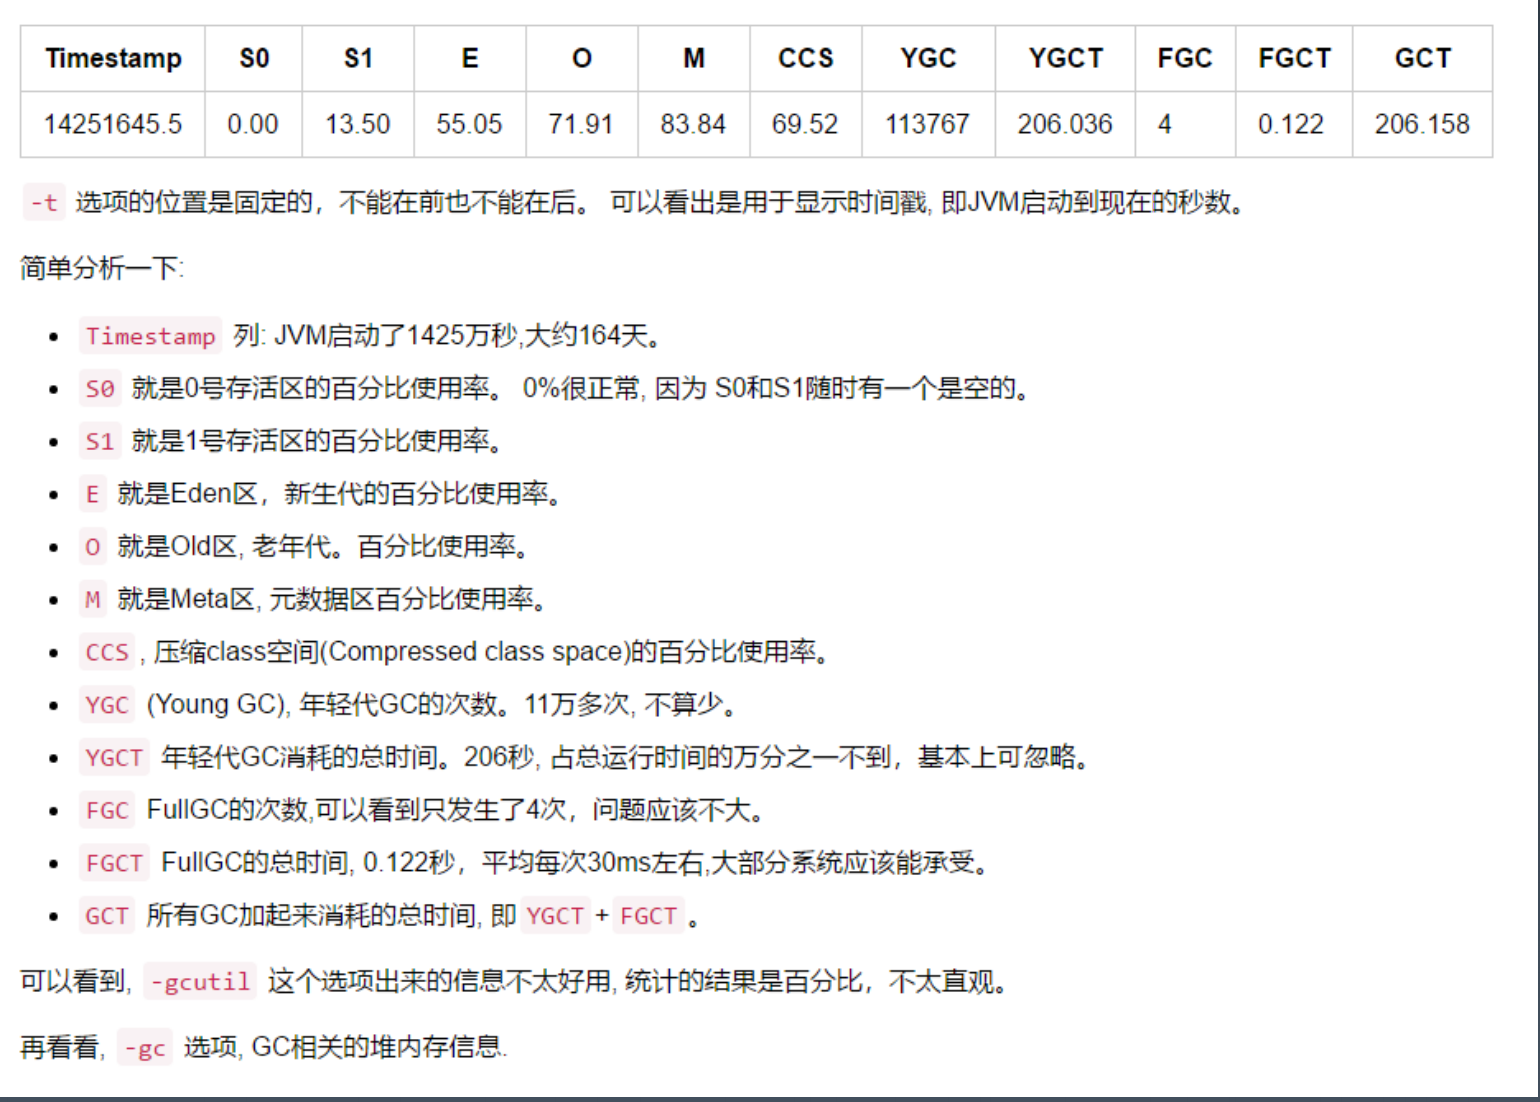 Timestamp S0 S1 E O M CCS YGC YGCT FGC FGCT GCT
14251645.5 0.00 13.50 55.05 71.91 83.84 69.52 113767 206.036 4 0.122 206.158
-t 选项的位置是固定的，不能在前也不能在后。 可以看出是用于显示时间戳, 即JVM启动到现在的秒数。
简单分析一下:
• Timestamp 列: JVM启动了1425万秒,大约164天。
• S0 就是0号存活区的百分比使用率。 0%很正常, 因为 S0和S1随时有一个是空的。
• S1 就是1号存活区的百分比使用率。
• E 就是Eden区，新生代的百分比使用率。
• O 就是Old区, 老年代。百分比使用率。
• M 就是Meta区, 元数据区百分比使用率。
• CCS , 压缩class空间(Compressed class space)的百分比使用率。
• YGC (Young GC), 年轻代GC的次数。11万多次, 不算少。
• YGCT 年轻代GC消耗的总时间。206秒, 占总运行时间的万分之一不到，基本上可忽略。
• FGC FullGC的次数,可以看到只发生了4次，问题应该不大。
• FGCT FullGC的总时间, 0.122秒，平均每次30ms左右,大部分系统应该能承受。
• GCT 所有GC加起来消耗的总时间, 即 YGCT + FGCT 。
可以看到, -gcutil 这个选项出来的信息不太好用, 统计的结果是百分比，不太直观。
再看看, -gc 选项, GC相关的堆内存信息.